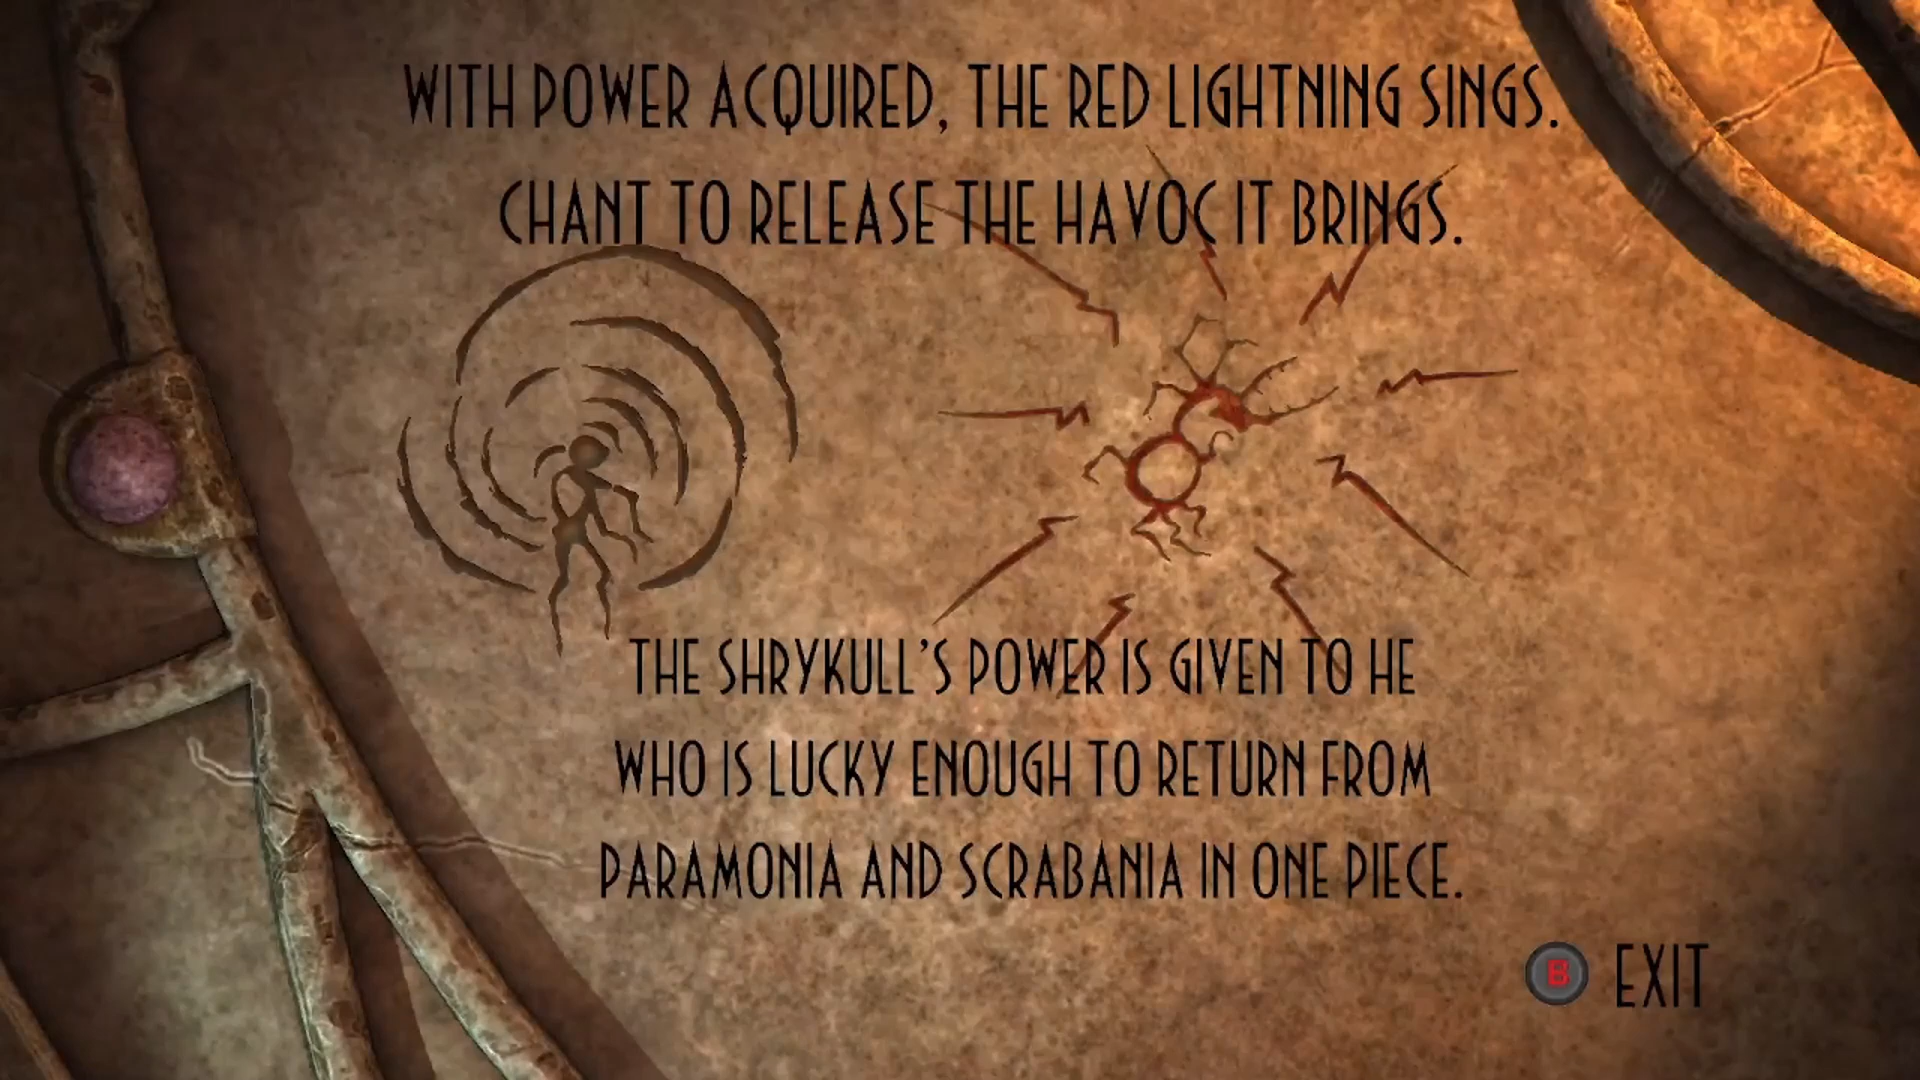 WITH POWER ACQUIRED, THE RED LIGHTNING SINGS.
CHANT TO RELEASE THE HAVOC IT BRINGS.
THE SHRYKULL'S POWER IS GIVEN TO HE
WHO IS LUCKY ENOUGH TO RETURN FROM
PARAMONIA AND SCRABANIA IN ONE PIECE.
B EXIT